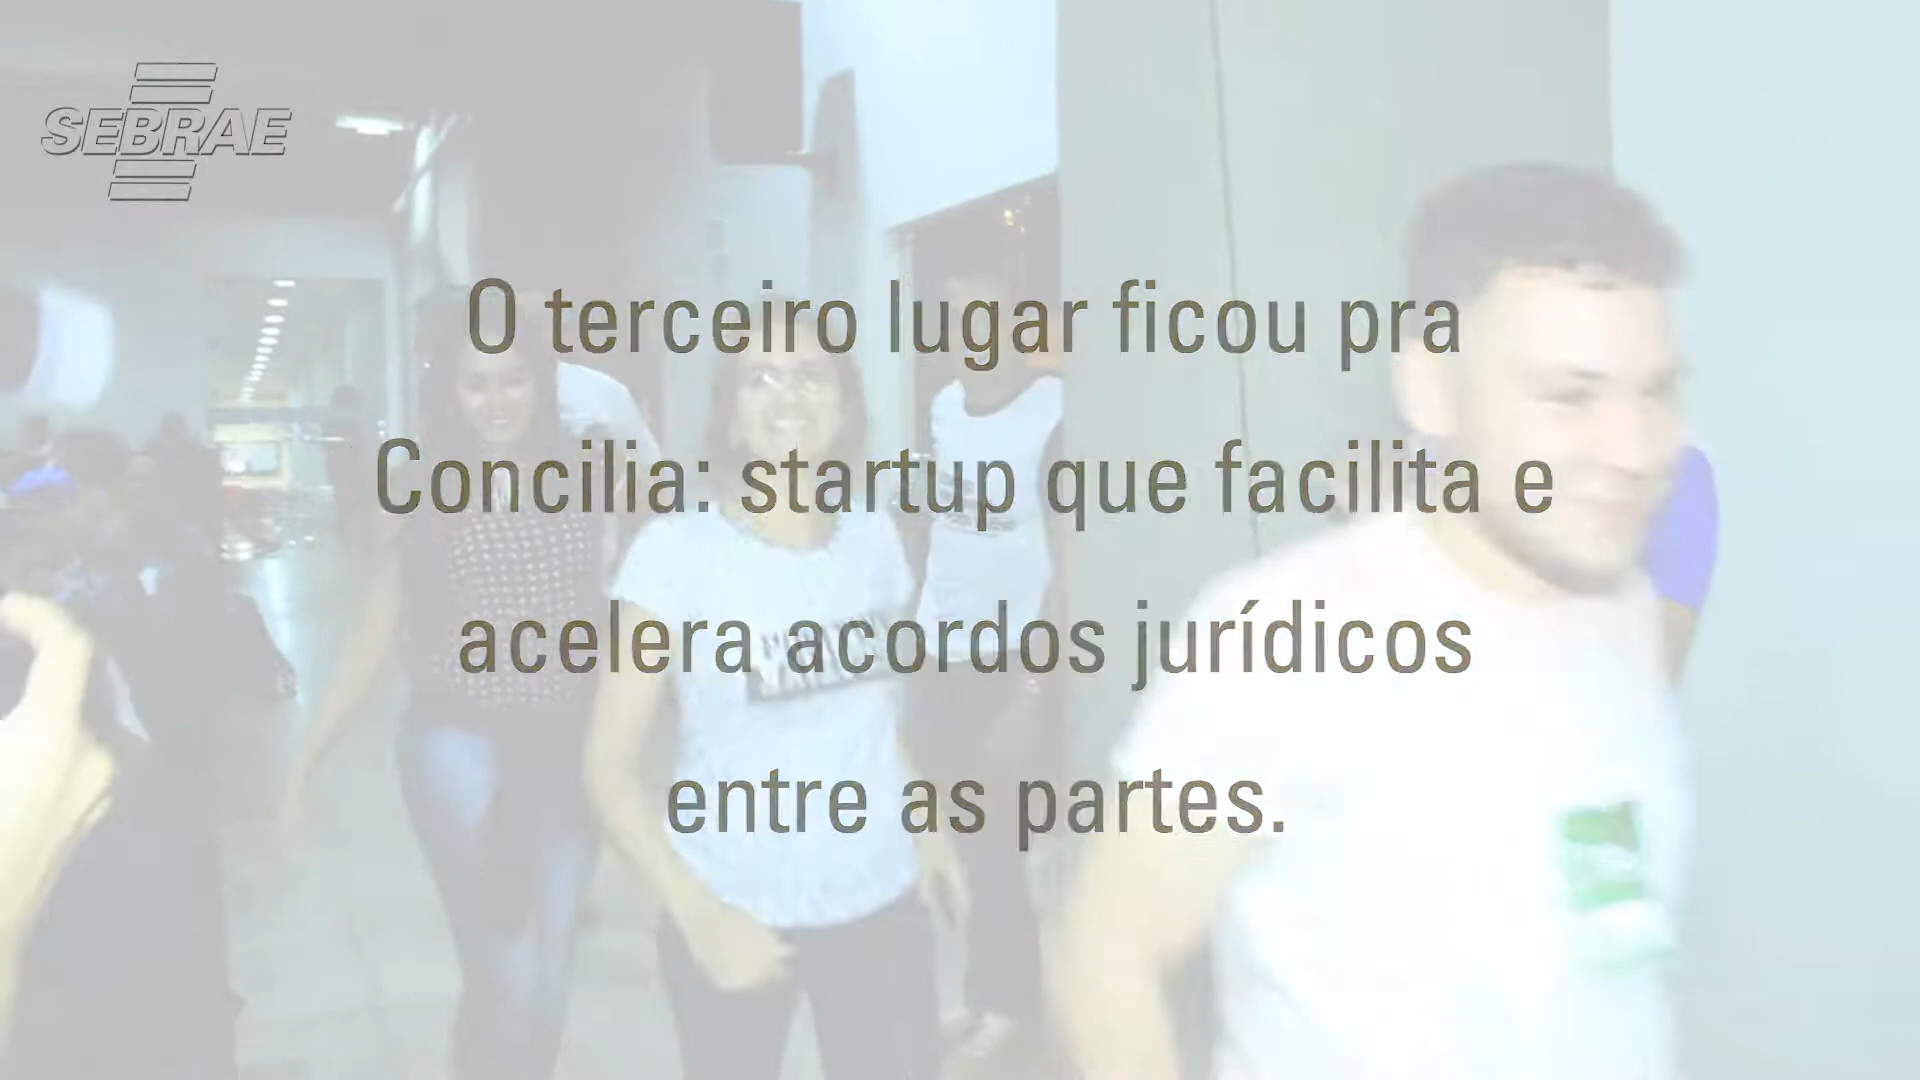 SEBRAE
O terceiro lugar ficou pra
Concilia: startup que facilita e
acelera acordos jurídicos
entre as partes.